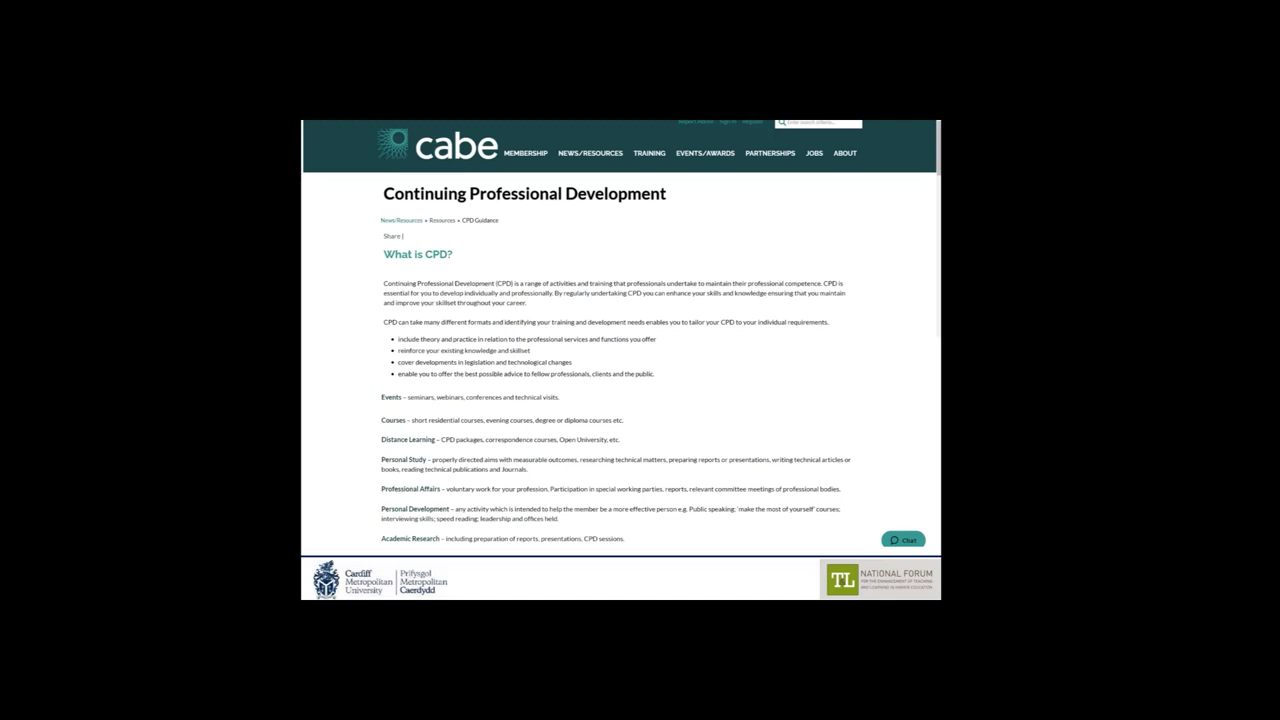 Enter search criteria...
cabe
MEMBERSHIP NEWS/RESOURCES TRAINING EVENTS/AWARDS PARTNERSHIPS JOBS ABOUT
Continuing Professional Development
News/Resources » Resources » CPD Guidance
Share |
What is CPD?
Continuing Professional Development (CPD) is a range of activities and training that professionals undertake to maintain their professional competence. CPD is
essential for you to develop individually and professionally. By regularly undertaking CPD you can enhance your skills and knowledge ensuring that you maintain
and improve your skillset throughout your career.
CPD can take many different formats and identifying your training and development needs enables you to tailor your CPD to your individual requirements.
• include theory and practice in relation to the professional services and functions you offer
• reinforce your existing knowledge and skillset
• cover developments in legislation and technological changes
• enable you to offer the best possible advice to fellow professionals, clients and the public.
Events – seminars, webinars, conferences and technical visits.
Courses – short residential courses, evening courses, degree or diploma courses etc.
Distance Learning – CPD packages, correspondence courses, Open University, etc.
Personal Study – properly directed aims with measurable outcomes, researching technical matters, preparing reports or presentations, writing technical articles or
books, reading technical publications and Journals.
Professional Affairs – voluntary work for your profession. Participation in special working parties, reports, relevant committee meetings of professional bodies.
Personal Development – any activity which is intended to help the member be a more effective person e.g. Public speaking; 'make the most of yourself' courses;
interviewing skills; speed reading; leadership and offices held.
Academic Research – including preparation of reports, presentations, CPD sessions.
Chat
Cardiff
Metropolitan
University
Prifysgol
Metropolitan
Caerdydd
TL
NATIONAL FORUM
FOR THE ENHANCEMENT OF TEACHING
AND LEARNING IN HIGHER EDUCATION